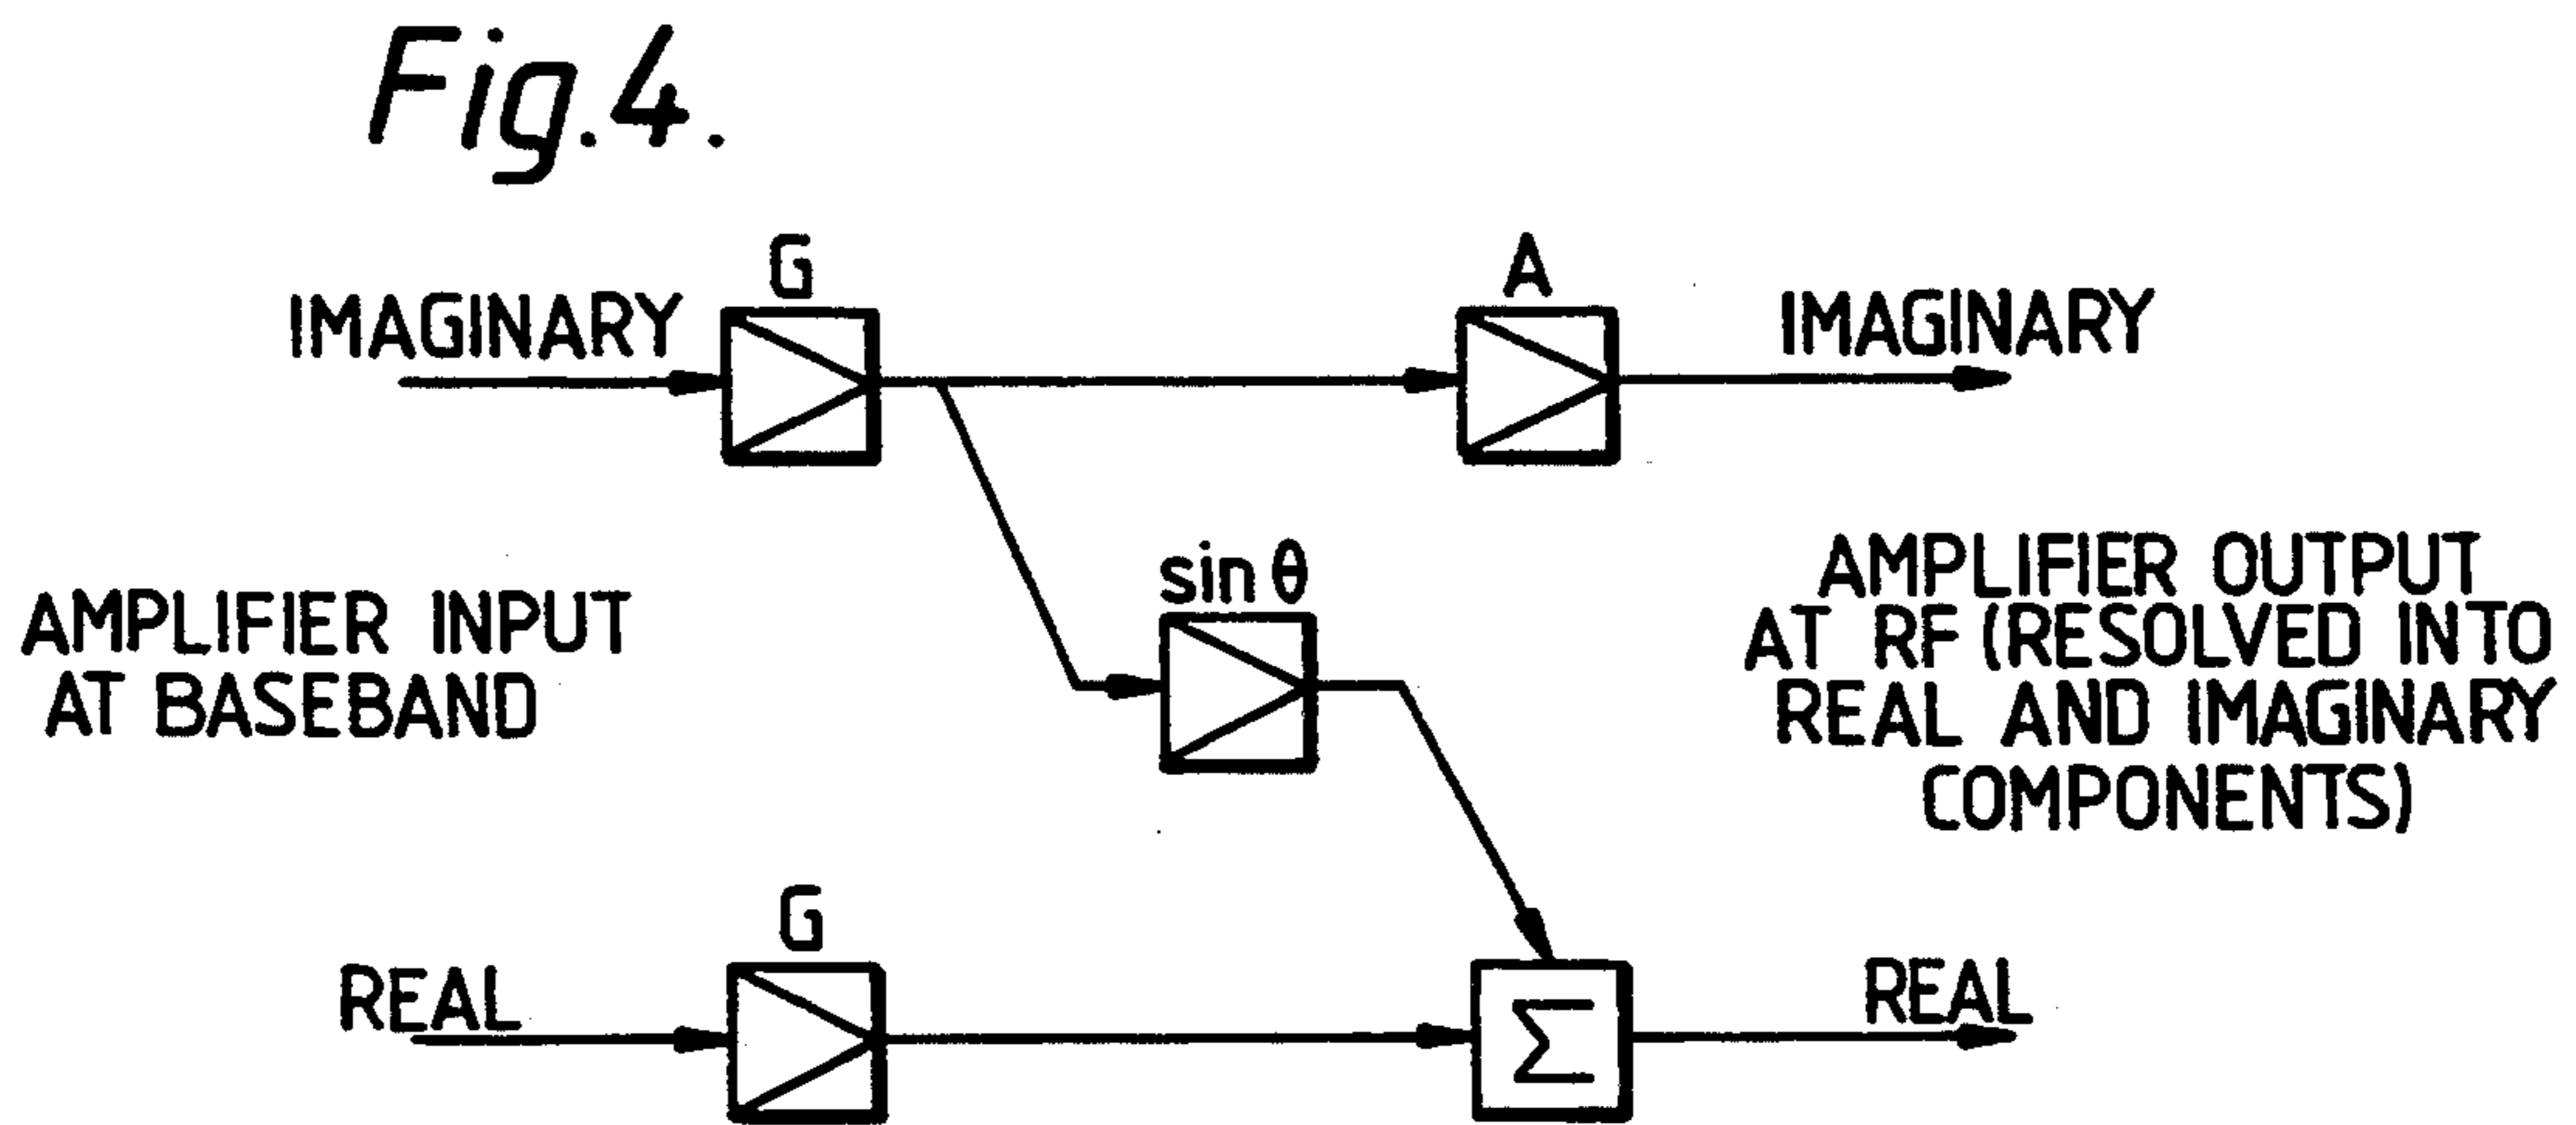 Fig.4.
G
A
IMAGINARY
IMAGINARY
sin θ
AMPLIFIER INPUT
AT BASEBAND
AMPLIFIER OUTPUT
AT RF (RESOLVED INTO
REAL AND IMAGINARY
COMPONENTS)
G
REAL
Σ
REAL